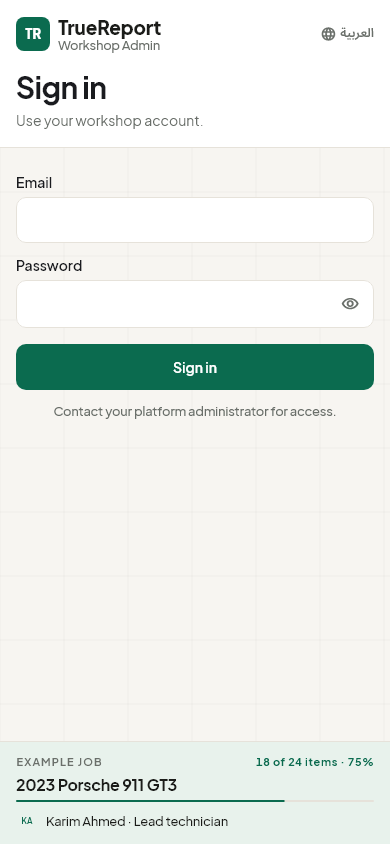 TR
TrueReport
Workshop Admin
العربية
Sign in
Use your workshop account.
Email
Password
Sign in
Contact your platform administrator for access.
EXAMPLE JOB
18 of 24 items · 75%
2023 Porsche 911 GT3
KA
Karim Ahmed · Lead technician